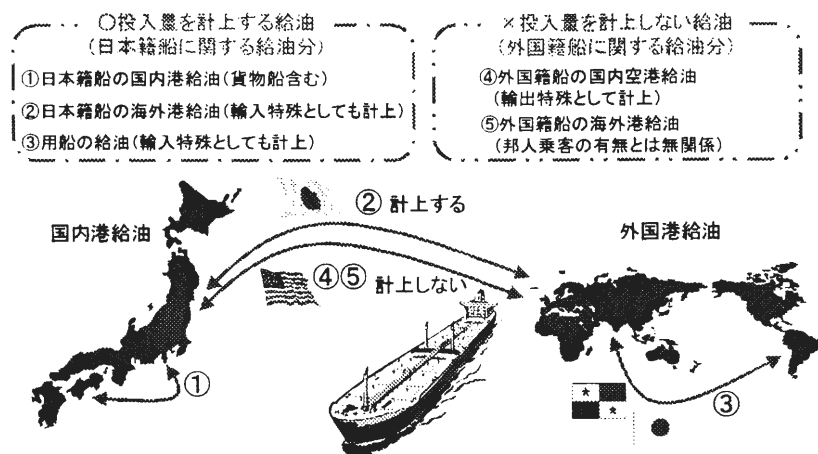 ○投入量を計上する給油
(日本籍船に関する給油分)
①日本籍船の国内港給油(貨物船含む)
②日本籍船の海外港給油(輸入特殊としても計上)
③用船の給油(輸入特殊としても計上)
×投入量を計上しない給油
(外国籍船に関する給油分)
④外国籍船の国内空港給油
(輸出特殊として計上)
⑤外国籍船の海外港給油
(邦人乗客の有無とは無関係)
② 計上する
国内港給油
外国港給油
④⑤ 計上しない
①
③